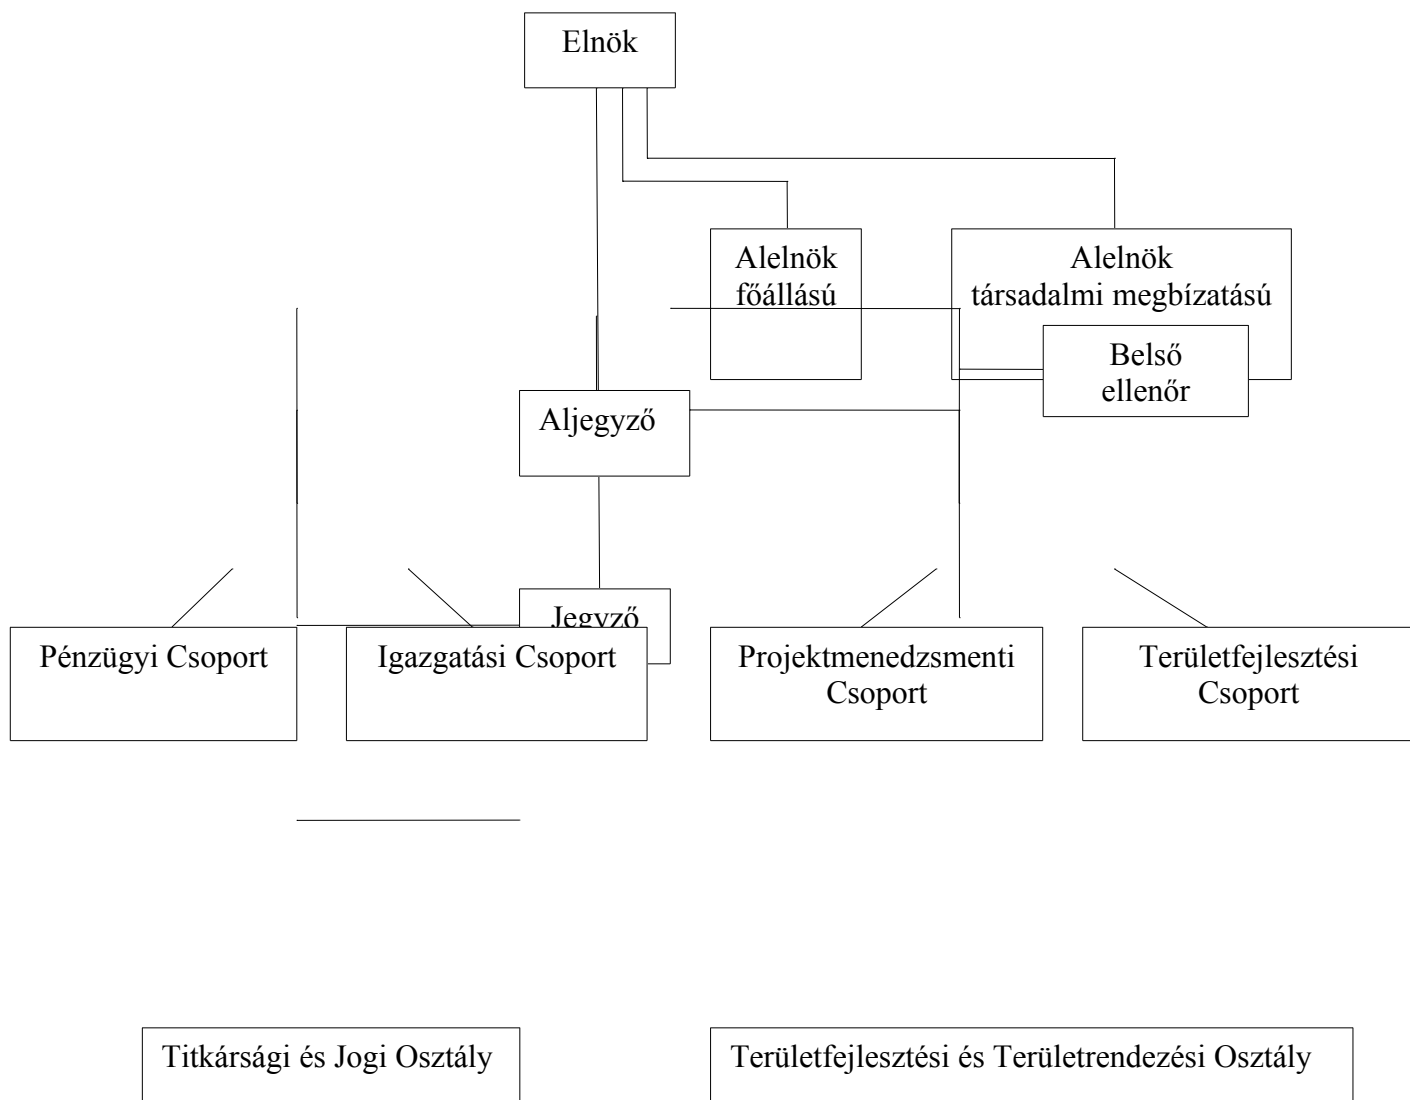 Elnök
Alelnök
főállású
Alelnök
társadalmi megbízatású
Belső
ellenőr
Aljegyző
Jegyző
Pénzügyi Csoport
Igazgatási Csoport
Projektmenedzsmenti
Csoport
Területfejlesztési
Csoport
Titkársági és Jogi Osztály
Területfejlesztési és Területrendezési Osztály